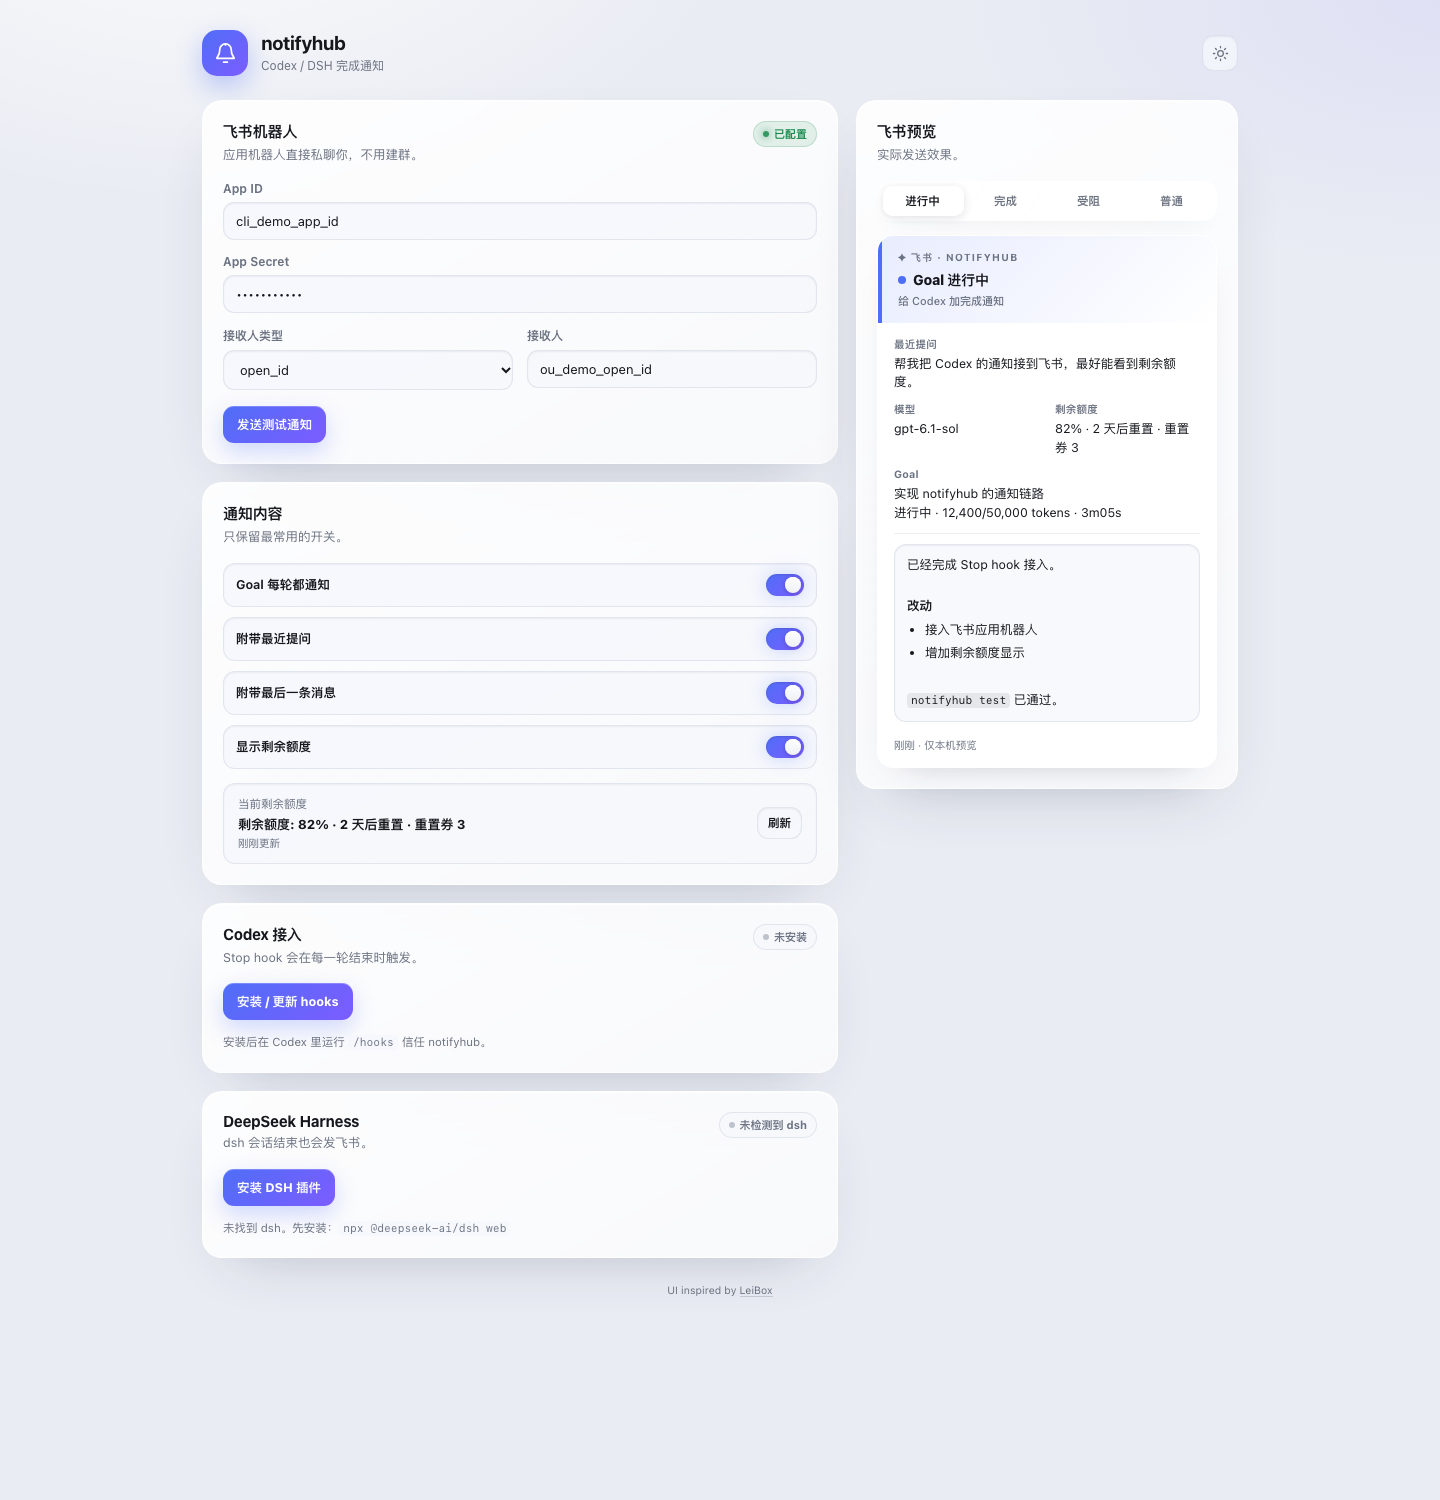 notifyhub
Codex / DSH 完成通知
飞书机器人
已配置
应用机器人直接私聊你，不用建群。
App ID
cli_demo_app_id
App Secret
•••••••••••
接收人类型
接收人
open_id
ou_demo_open_id
发送测试通知
通知内容
只保留最常用的开关。
Goal 每轮都通知
附带最近提问
附带最后一条消息
显示剩余额度
当前剩余额度
剩余额度: 82% · 2 天后重置 · 重置券 3
刚刚更新
刷新
Codex 接入
未安装
Stop hook 会在每一轮结束时触发。
安装 / 更新 hooks
安装后在 Codex 里运行 /hooks 信任 notifyhub。
DeepSeek Harness
未检测到 dsh
dsh 会话结束也会发飞书。
安装 DSH 插件
未找到 dsh。先安装： npx @deepseek-ai/dsh web
飞书预览
实际发送效果。
进行中 完成 受阻 普通
✦ 飞书 · NOTIFYHUB
Goal 进行中
给 Codex 加完成通知
最近提问
帮我把 Codex 的通知接到飞书，最好能看到剩余额
度。
模型
gpt-6.1-sol
剩余额度
82% · 2 天后重置 · 重置
券 3
Goal
实现 notifyhub 的通知链路
进行中 · 12,400/50,000 tokens · 3m05s
已经完成 Stop hook 接入。
改动
• 接入飞书应用机器人
• 增加剩余额度显示
notifyhub test 已通过。
刚刚 · 仅本机预览
UI inspired by LeiBox